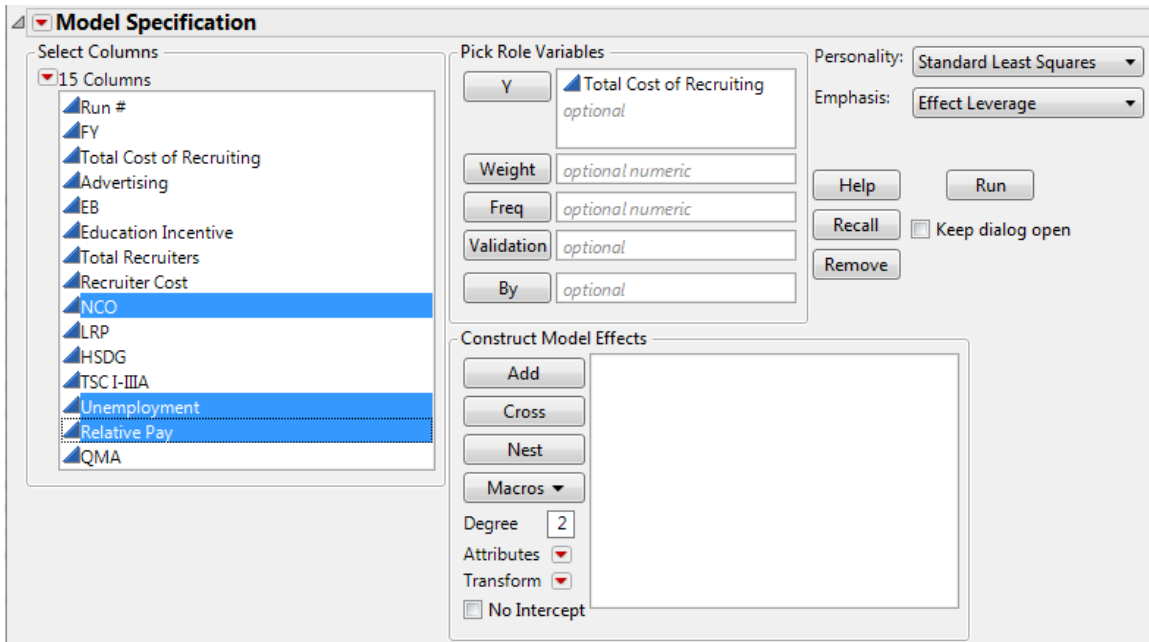 Model Specification
Select Columns
15 Columns
Run #
FY
Total Cost of Recruiting
Advertising
EB
Education Incentive
Total Recruiters
Recruiter Cost
NCO
LRP
HSDG
TSC I-IIIA
Unemployment
Relative Pay
QMA
Pick Role Variables
Y
Total Cost of Recruiting
optional
Weight
optional numeric
Freq
optional numeric
Validation
optional
By
optional
Personality:
Standard Least Squares
Emphasis:
Effect Leverage
Help
Run
Recall
Keep dialog open
Remove
Construct Model Effects
Add
Cross
Nest
Macros
Degree 2
Attributes
Transform
No Intercept